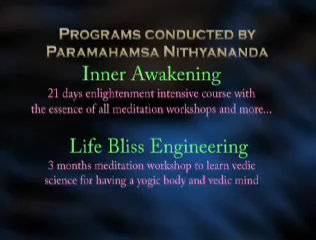 PROGRAMS CONDUCTED BY
PARAMAHAMSA NITHYANANDA
Inner Awakening
21 days enlightenment intensive course with
the essence of all meditation workshops and more...
Life Bliss Engineering
3 months meditation workshop to learn vedic
science for having a yogic body and vedic mind